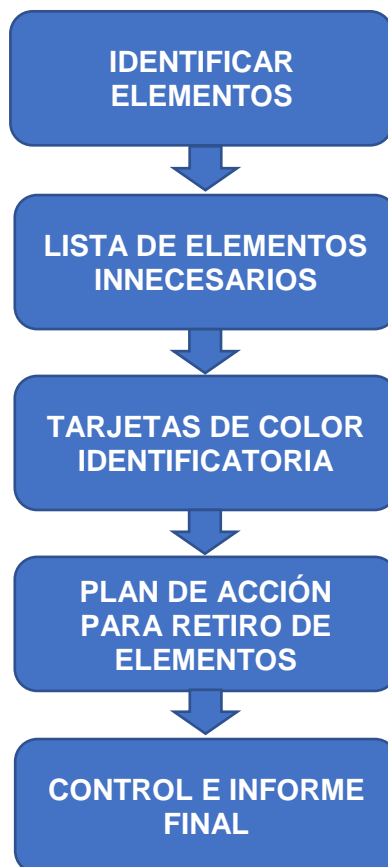 IDENTIFICAR
ELEMENTOS
LISTA DE ELEMENTOS
INNECESARIOS
TARJETAS DE COLOR
IDENTIFICATORIA
PLAN DE ACCIÓN
PARA RETIRO DE
ELEMENTOS
CONTROL E INFORME
FINAL